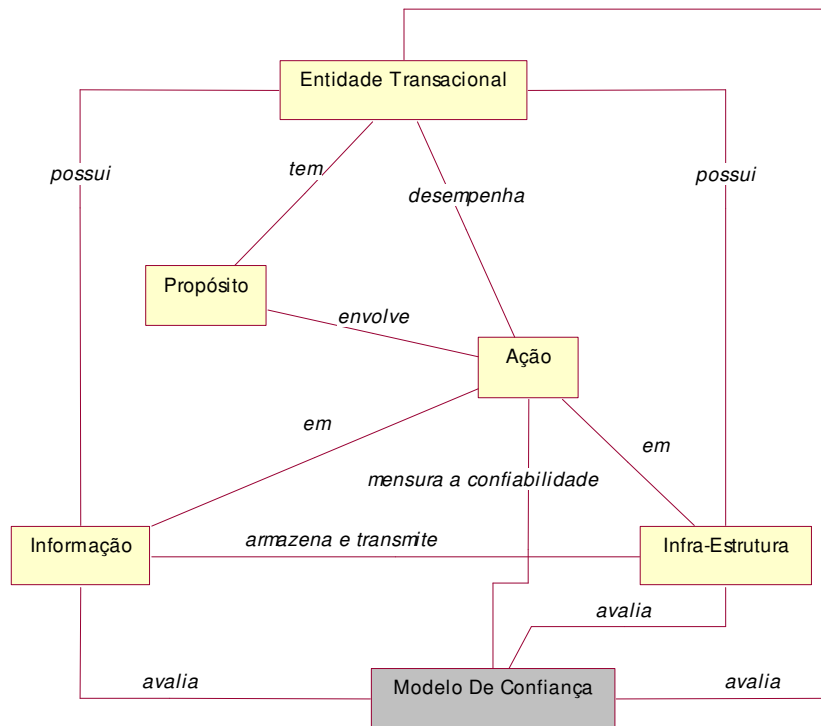 Entidade Transacional
possui
tem
possui
desempenha
Propósito
envolve
Ação
em
em
mensura a confiabilidade
Informação
armazena e transmite
Infra-Estrutura
avalia
avalia
Modelo De Confiança
avalia